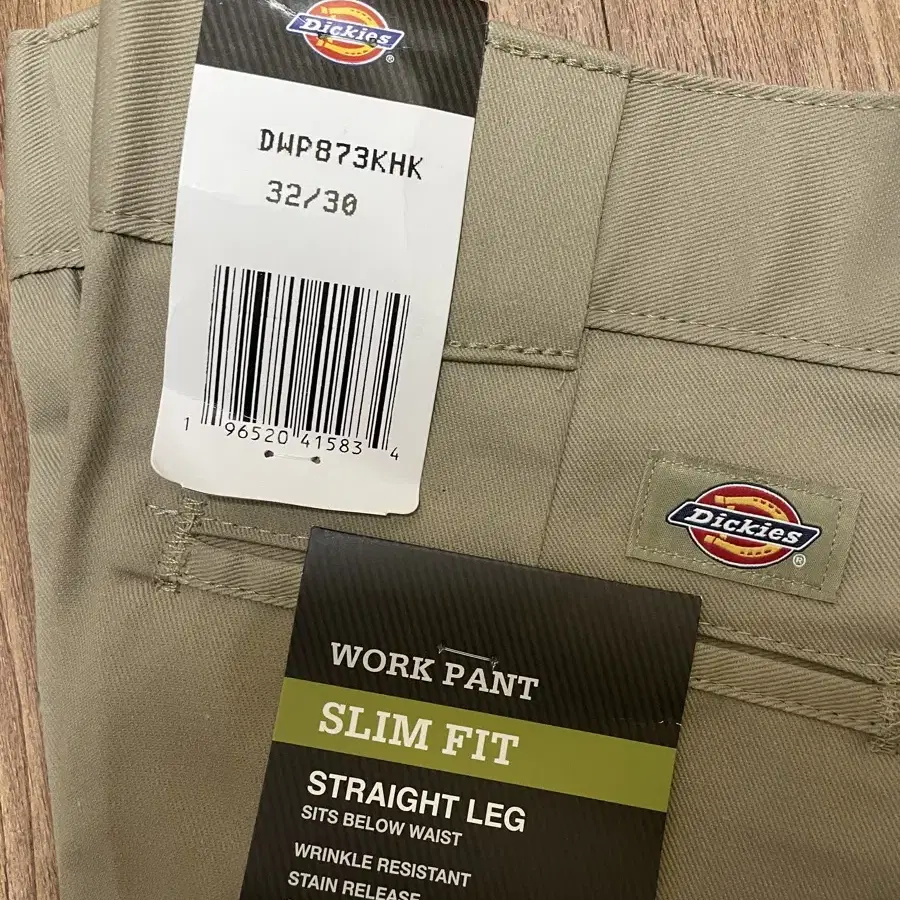 Dickies
®
DWP873KHK
32/30
1 96520 41583 4
Dickies
®
WORK PANT
SLIM FIT
STRAIGHT LEG
SITS BELOW WAIST
WRINKLE RESISTANT
STAIN RELEASE